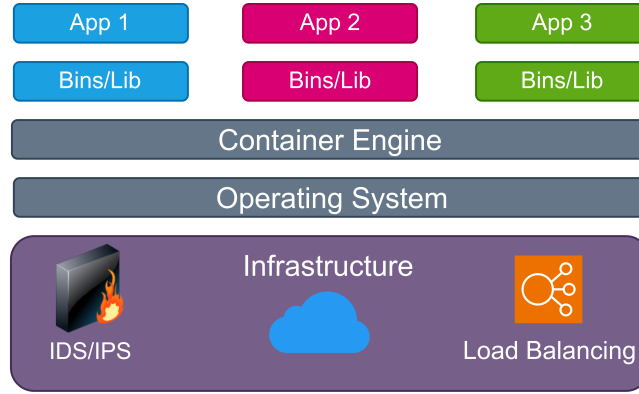 App 1
App 2
App 3
Bins/Lib
Bins/Lib
Bins/Lib
Container Engine
Operating System
Infrastructure
IDS/IPS
Load Balancing